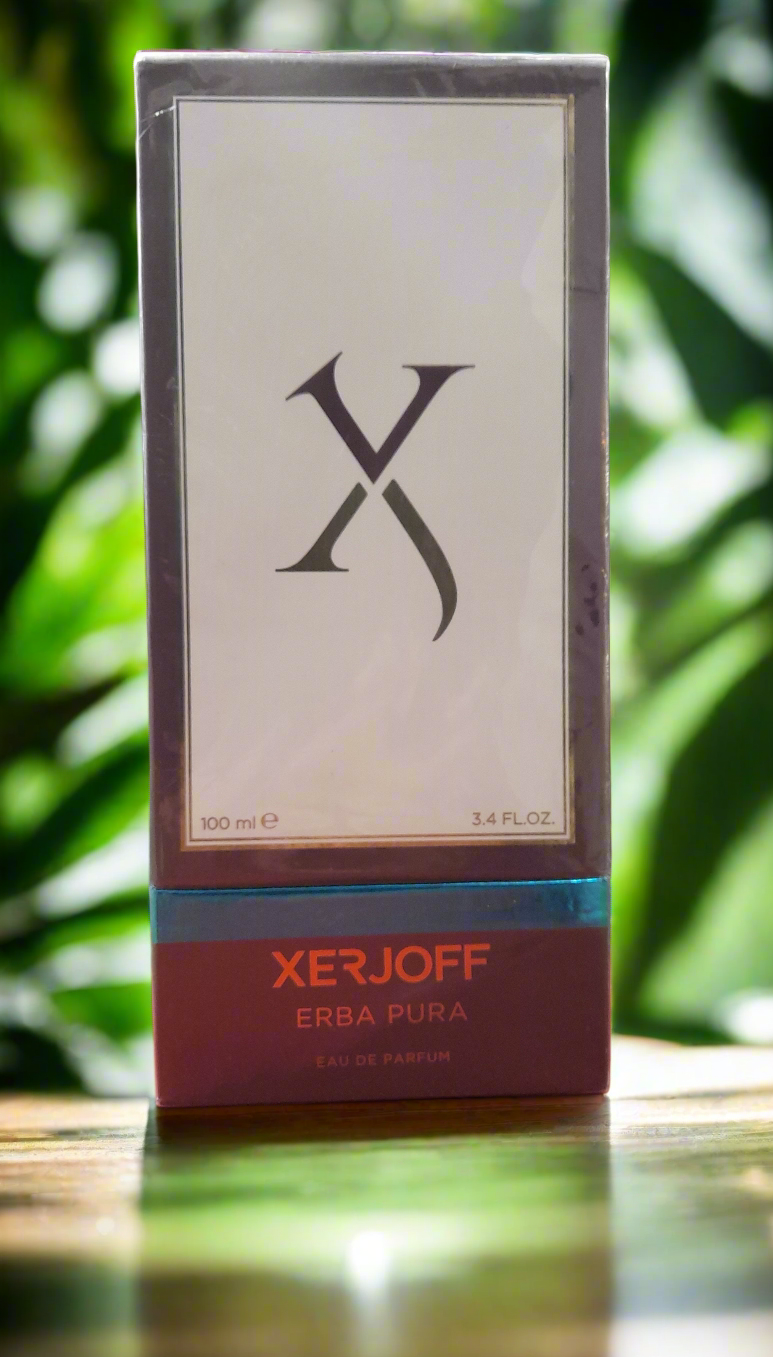 X
100 ml ℮
3.4 FL.OZ.
XERJOFF
ERBA PURA
EAU DE PARFUM